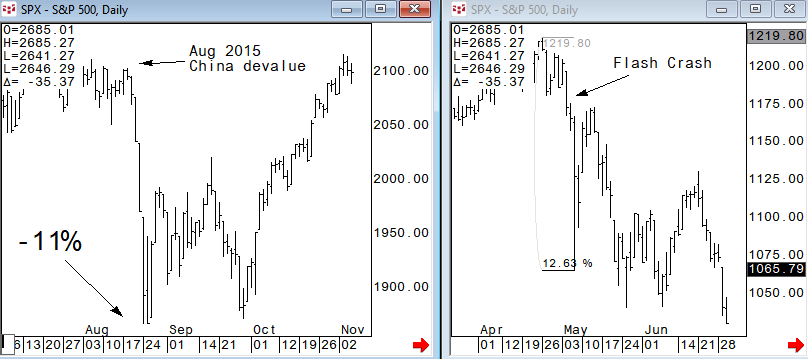 SPX - S&P 500, Daily
O=2685.01
H=2685.27
L=2641.27
L=2646.29
Δ= -35.37
Aug 2015
China devalue
-11%
2100.00
2050.00
2000.00
1950.00
1900.00
Aug Sep Oct Nov
6 13 20 27 03 10 17 24 01 14 21 28 05 12 19 26 02
SPX - S&P 500, Daily
O=2685.01
H=2685.27
L=2641.27
L=2646.29
Δ= -35.37
1219.80
Flash Crash
12.63 %
1219.80
1200.00
1175.00
1150.00
1125.00
1100.00
1075.00
1065.79
1050.00
Apr May Jun
01 12 19 26 03 10 17 24 01 14 21 28